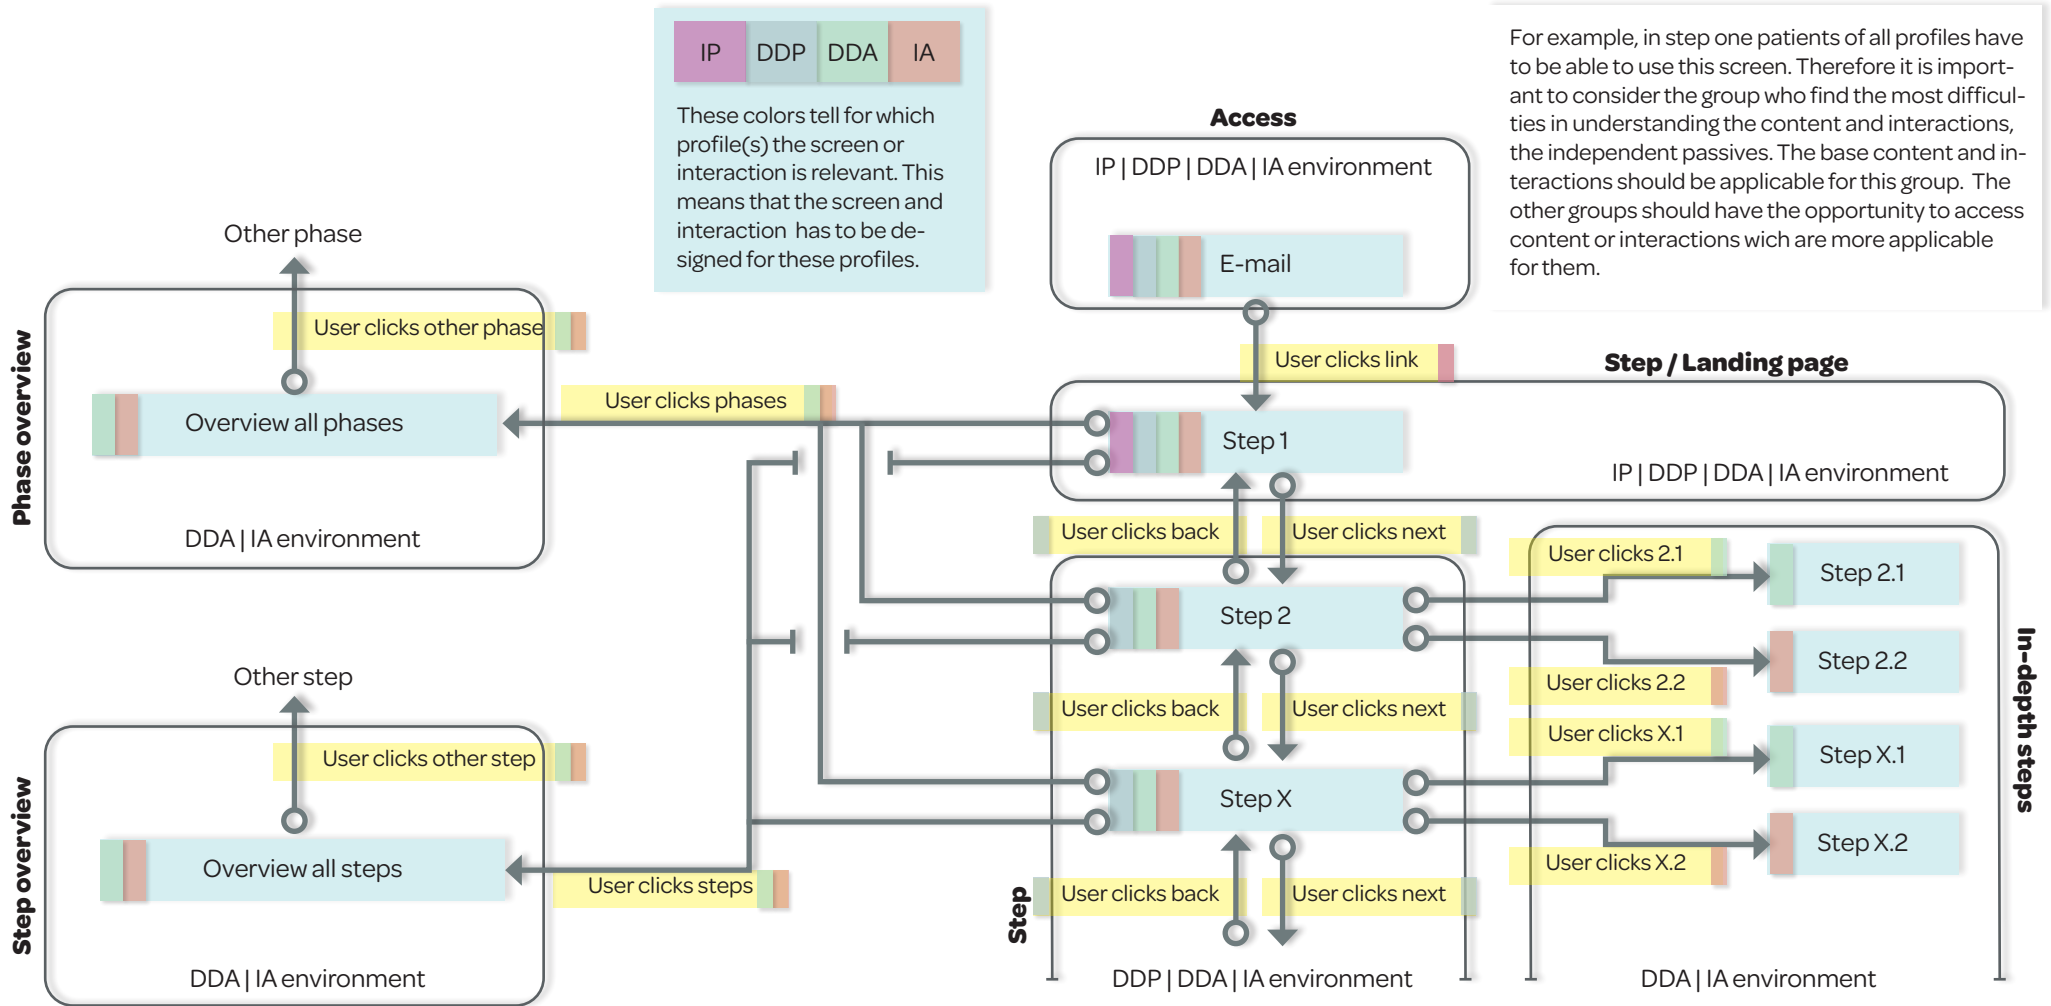 IP DDP DDA IA
These colors tell for which
profile(s) the screen or
interaction is relevant. This
means that the screen and
interaction has to be de-
signed for these profiles.
For example, in step one patients of all profiles have
to be able to use this screen. Therefore it is import-
ant to consider the group who find the most difficul-
ties in understanding the content and interactions,
the independent passives. The base content and in-
teractions should be applicable for this group. The
other groups should have the opportunity to access
content or interactions wich are more applicable
for them.
Access
IP | DDP | DDA | IA environment
E-mail
User clicks link
Step / Landing page
Step 1
IP | DDP | DDA | IA environment
Other phase
User clicks other phase
Phase overview
Overview all phases
DDA | IA environment
User clicks phases
User clicks back
User clicks next
Step 2
User clicks back
User clicks next
Step X
User clicks back
User clicks next
Step
DDP | DDA | IA environment
User clicks 2.1
Step 2.1
Step 2.2
User clicks 2.2
User clicks X.1
Step X.1
Step X.2
User clicks X.2
In-depth steps
DDA | IA environment
Other step
User clicks other step
Step overview
Overview all steps
User clicks steps
DDA | IA environment